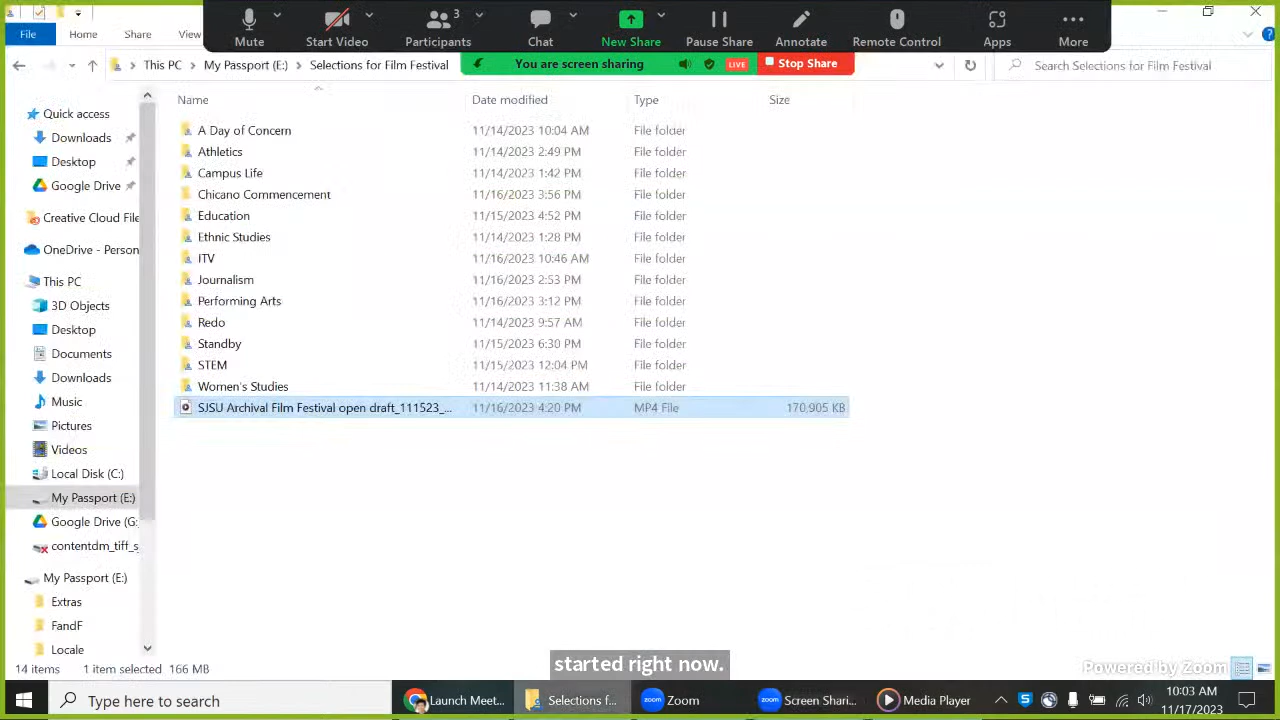 3
Mute
Start Video
Participants
Chat
New Share
Pause Share
Annotate
Remote Control
Apps
More
File
Home
Share
View
You are screen sharing
LIVE
Stop Share
This PC
My Passport (E:)
Selections for Film Festival
Search Selections for Film Festival
Name Date modified Type Size
Quick access
Downloads
Desktop
Google Drive
Creative Cloud File
OneDrive - Person
This PC
3D Objects
Desktop
Documents
Downloads
Music
Pictures
Videos
Local Disk (C:)
My Passport (E:)
Google Drive (G:
contentdm_tiff_s
My Passport (E:)
Extras
FandF
Locale
A Day of Concern 11/14/2023 10:04 AM File folder
Athletics 11/14/2023 2:49 PM File folder
Campus Life 11/14/2023 1:42 PM File folder
Chicano Commencement 11/16/2023 3:56 PM File folder
Education 11/15/2023 4:52 PM File folder
Ethnic Studies 11/14/2023 1:28 PM File folder
ITV 11/16/2023 10:46 AM File folder
Journalism 11/16/2023 2:53 PM File folder
Performing Arts 11/16/2023 3:12 PM File folder
Redo 11/14/2023 9:57 AM File folder
Standby 11/15/2023 6:30 PM File folder
STEM 11/15/2023 12:04 PM File folder
Women's Studies 11/14/2023 11:38 AM File folder
SJSU Archival Film Festival open draft_111523_... 11/16/2023 4:20 PM MP4 File 170,905 KB
started right now.
14 items 1 item selected 166 MB
Powered by Zoom
Type here to search
Launch Meet...
Selections f...
Zoom
Screen Shari...
Media Player
10:03 AM
11/17/2023